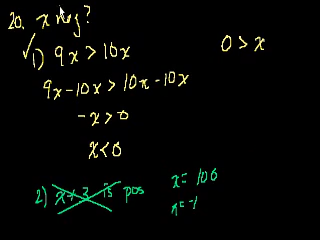 20. x neg?
1) 9x > 10x
0 > x
9x - 10x > 10x - 10x
-x > 0
x < 0
2) x + 3 is pos
x = 100
x = -1